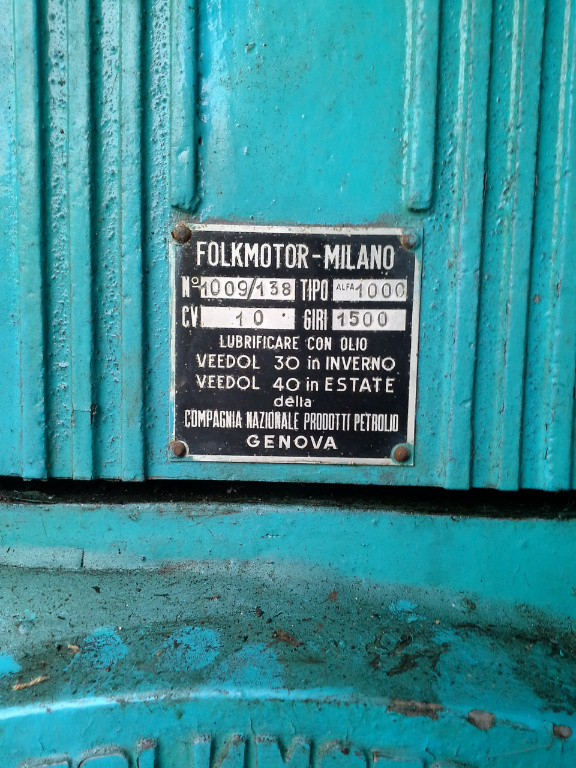 FOLKMOTOR-MILANO
N° 1009/138 TIPO ALFA 1000
CV 10 GIRI 1500
LUBRIFICARE CON OLIO
VEEDOL 30 in INVERNO
VEEDOL 40 in ESTATE
della
COMPAGNIA NAZIONALE PRODOTTI PETROLIO
GENOVA